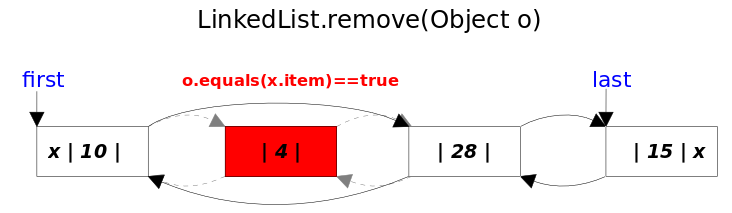 LinkedList.remove(Object o)
first
o.equals(x.item)==true
last
x | 10 |
| 4 |
| 28 |
| 15 | x